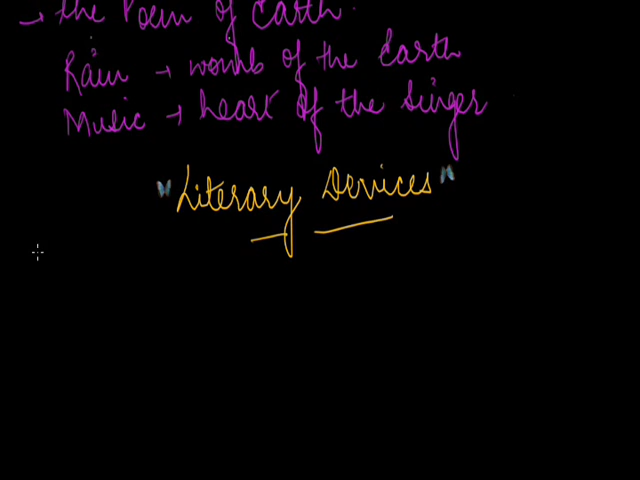 → the Poem of Earth.
Rain → womb of the Earth
Music → heart of the Singer
"Literary Devices"